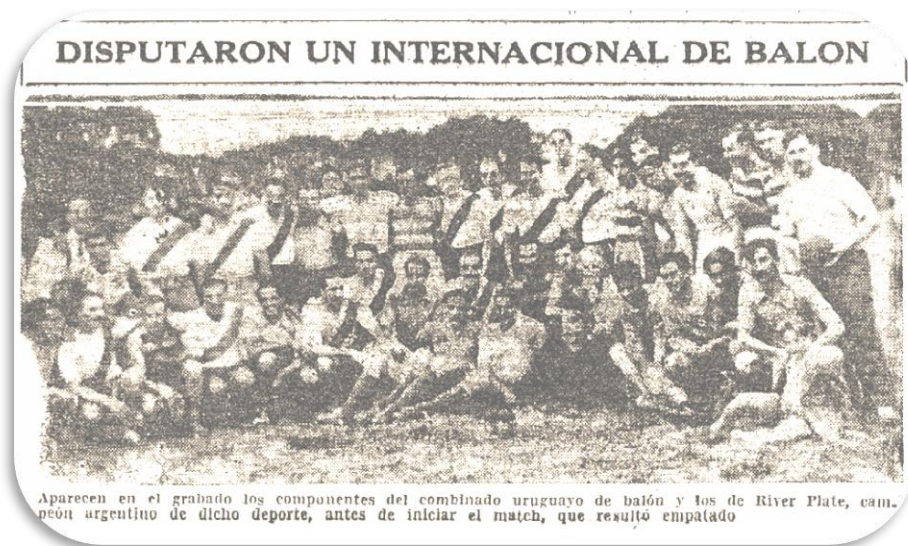 DISPUTARON UN INTERNACIONAL DE BALON
Aparecen en el grabado los componentes del combinado uruguayo de balón y los de River Plate, cam-
peón argentino de dicho deporte, antes de iniciar el match, que resultó empatado